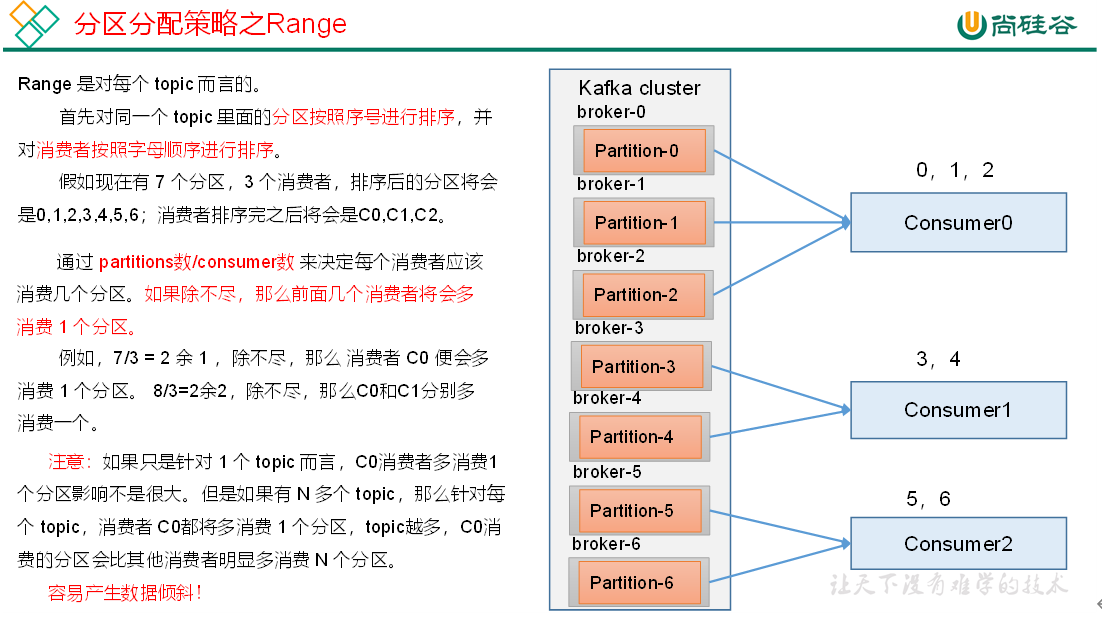 分区分配策略之Range
尚硅谷
Range 是对每个 topic 而言的。
首先对同一个 topic 里面的分区按照序号进行排序，并
对消费者按照字母顺序进行排序。
假如现在有 7 个分区，3 个消费者，排序后的分区将会
是0,1,2,3,4,5,6；消费者排序完之后将会是C0,C1,C2。
通过 partitions数/consumer数 来决定每个消费者应该
消费几个分区。如果除不尽，那么前面几个消费者将会多
消费 1 个分区。
例如，7/3 = 2 余 1 ，除不尽，那么 消费者 C0 便会多
消费 1 个分区。 8/3=2余2，除不尽，那么C0和C1分别多
消费一个。
注意：如果只是针对 1 个 topic 而言，C0消费者多消费1
个分区影响不是很大。但是如果有 N 多个 topic，那么针对每
个 topic，消费者 C0都将多消费 1 个分区，topic越多，C0消
费的分区会比其他消费者明显多消费 N 个分区。
容易产生数据倾斜！
Kafka cluster
broker-0
Partition-0
broker-1
Partition-1
broker-2
Partition-2
broker-3
Partition-3
broker-4
Partition-4
broker-5
Partition-5
broker-6
Partition-6
0，1，2
Consumer0
3，4
Consumer1
5，6
Consumer2
让天下没有难学的技术